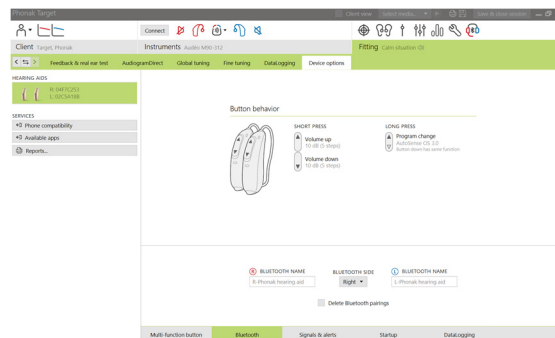 Phonak Target
Client view
Save & close session
Connect
Client Target, Phonak
Instruments Audéo M90-312
Fitting Calm situation
Feedback & real ear test
AudiogramDirect
Global tuning
Fine tuning
DataLogging
Device options
HEARING AIDS
SERVICES
Phone compatibility
Available apps
Reports...
Button behavior
SHORT PRESS
LONG PRESS
Volume up
10 dB (5 steps)
Volume down
10 dB (5 steps)
Program change
AutoSense OS 3.0
Button down has same function
R BLUETOOTH NAME
R-Phonak hearing aid
BLUETOOTH SIDE
Right
L BLUETOOTH NAME
L-Phonak hearing aid
Delete Bluetooth pairings
Multi-function button
Bluetooth
Signals & alerts
Startup
DataLogging